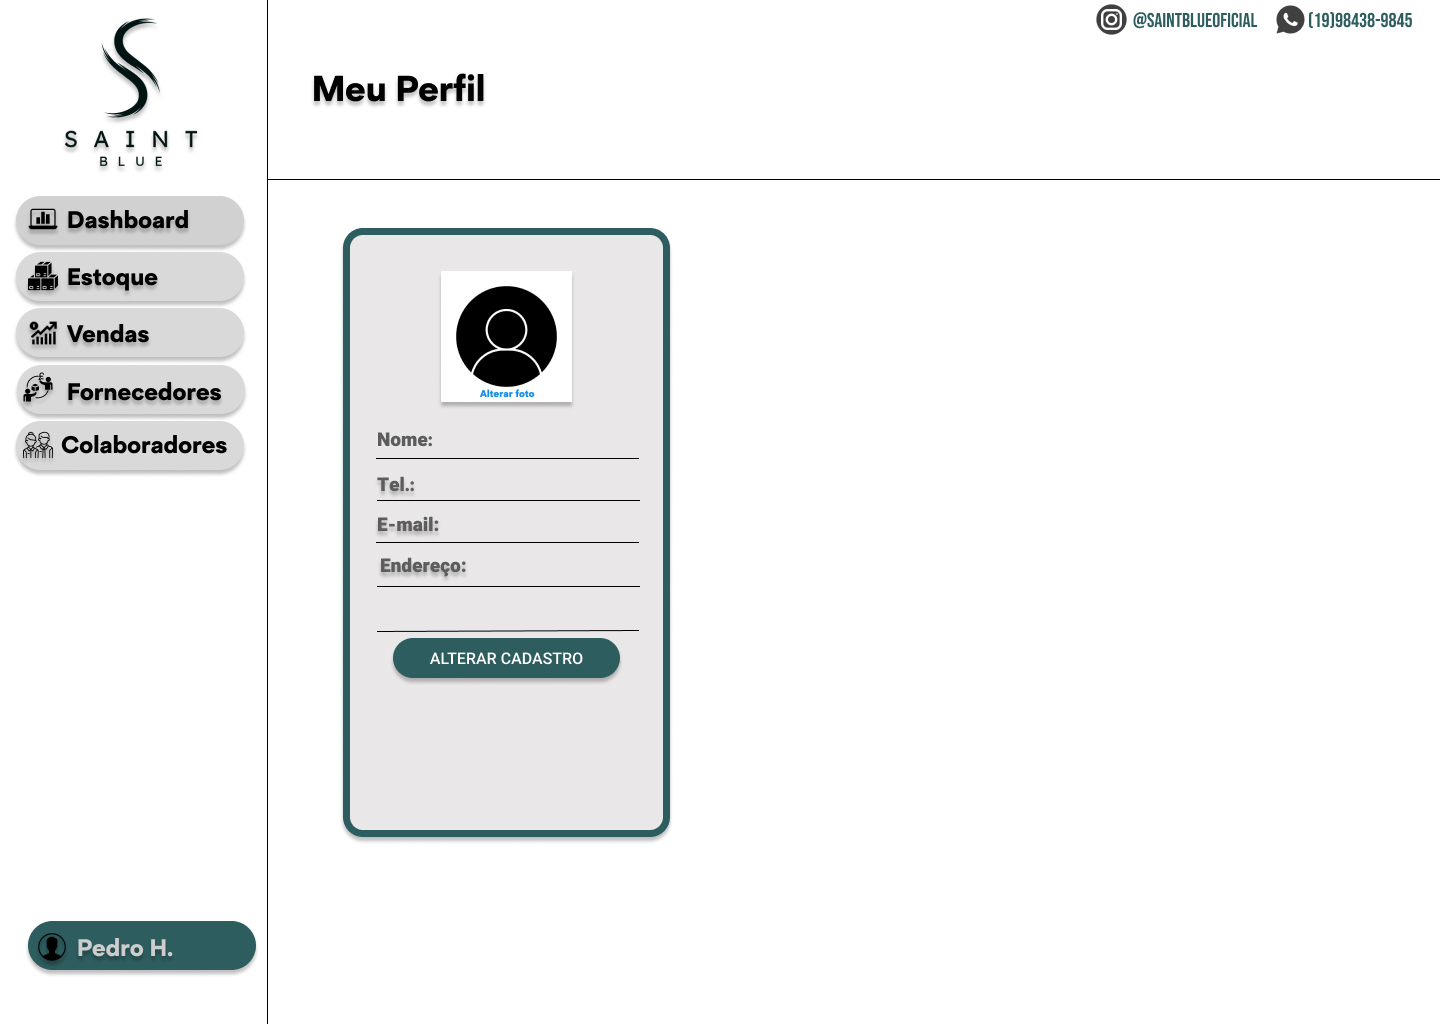 @SAINTBLUEOFICIAL (19)98438-9845
SAINT
BLUE
Meu Perfil
Dashboard
Estoque
Vendas
Fornecedores
Colaboradores
Alterar foto
Nome:
Tel.:
E-mail:
Endereço:
ALTERAR CADASTRO
Pedro H.